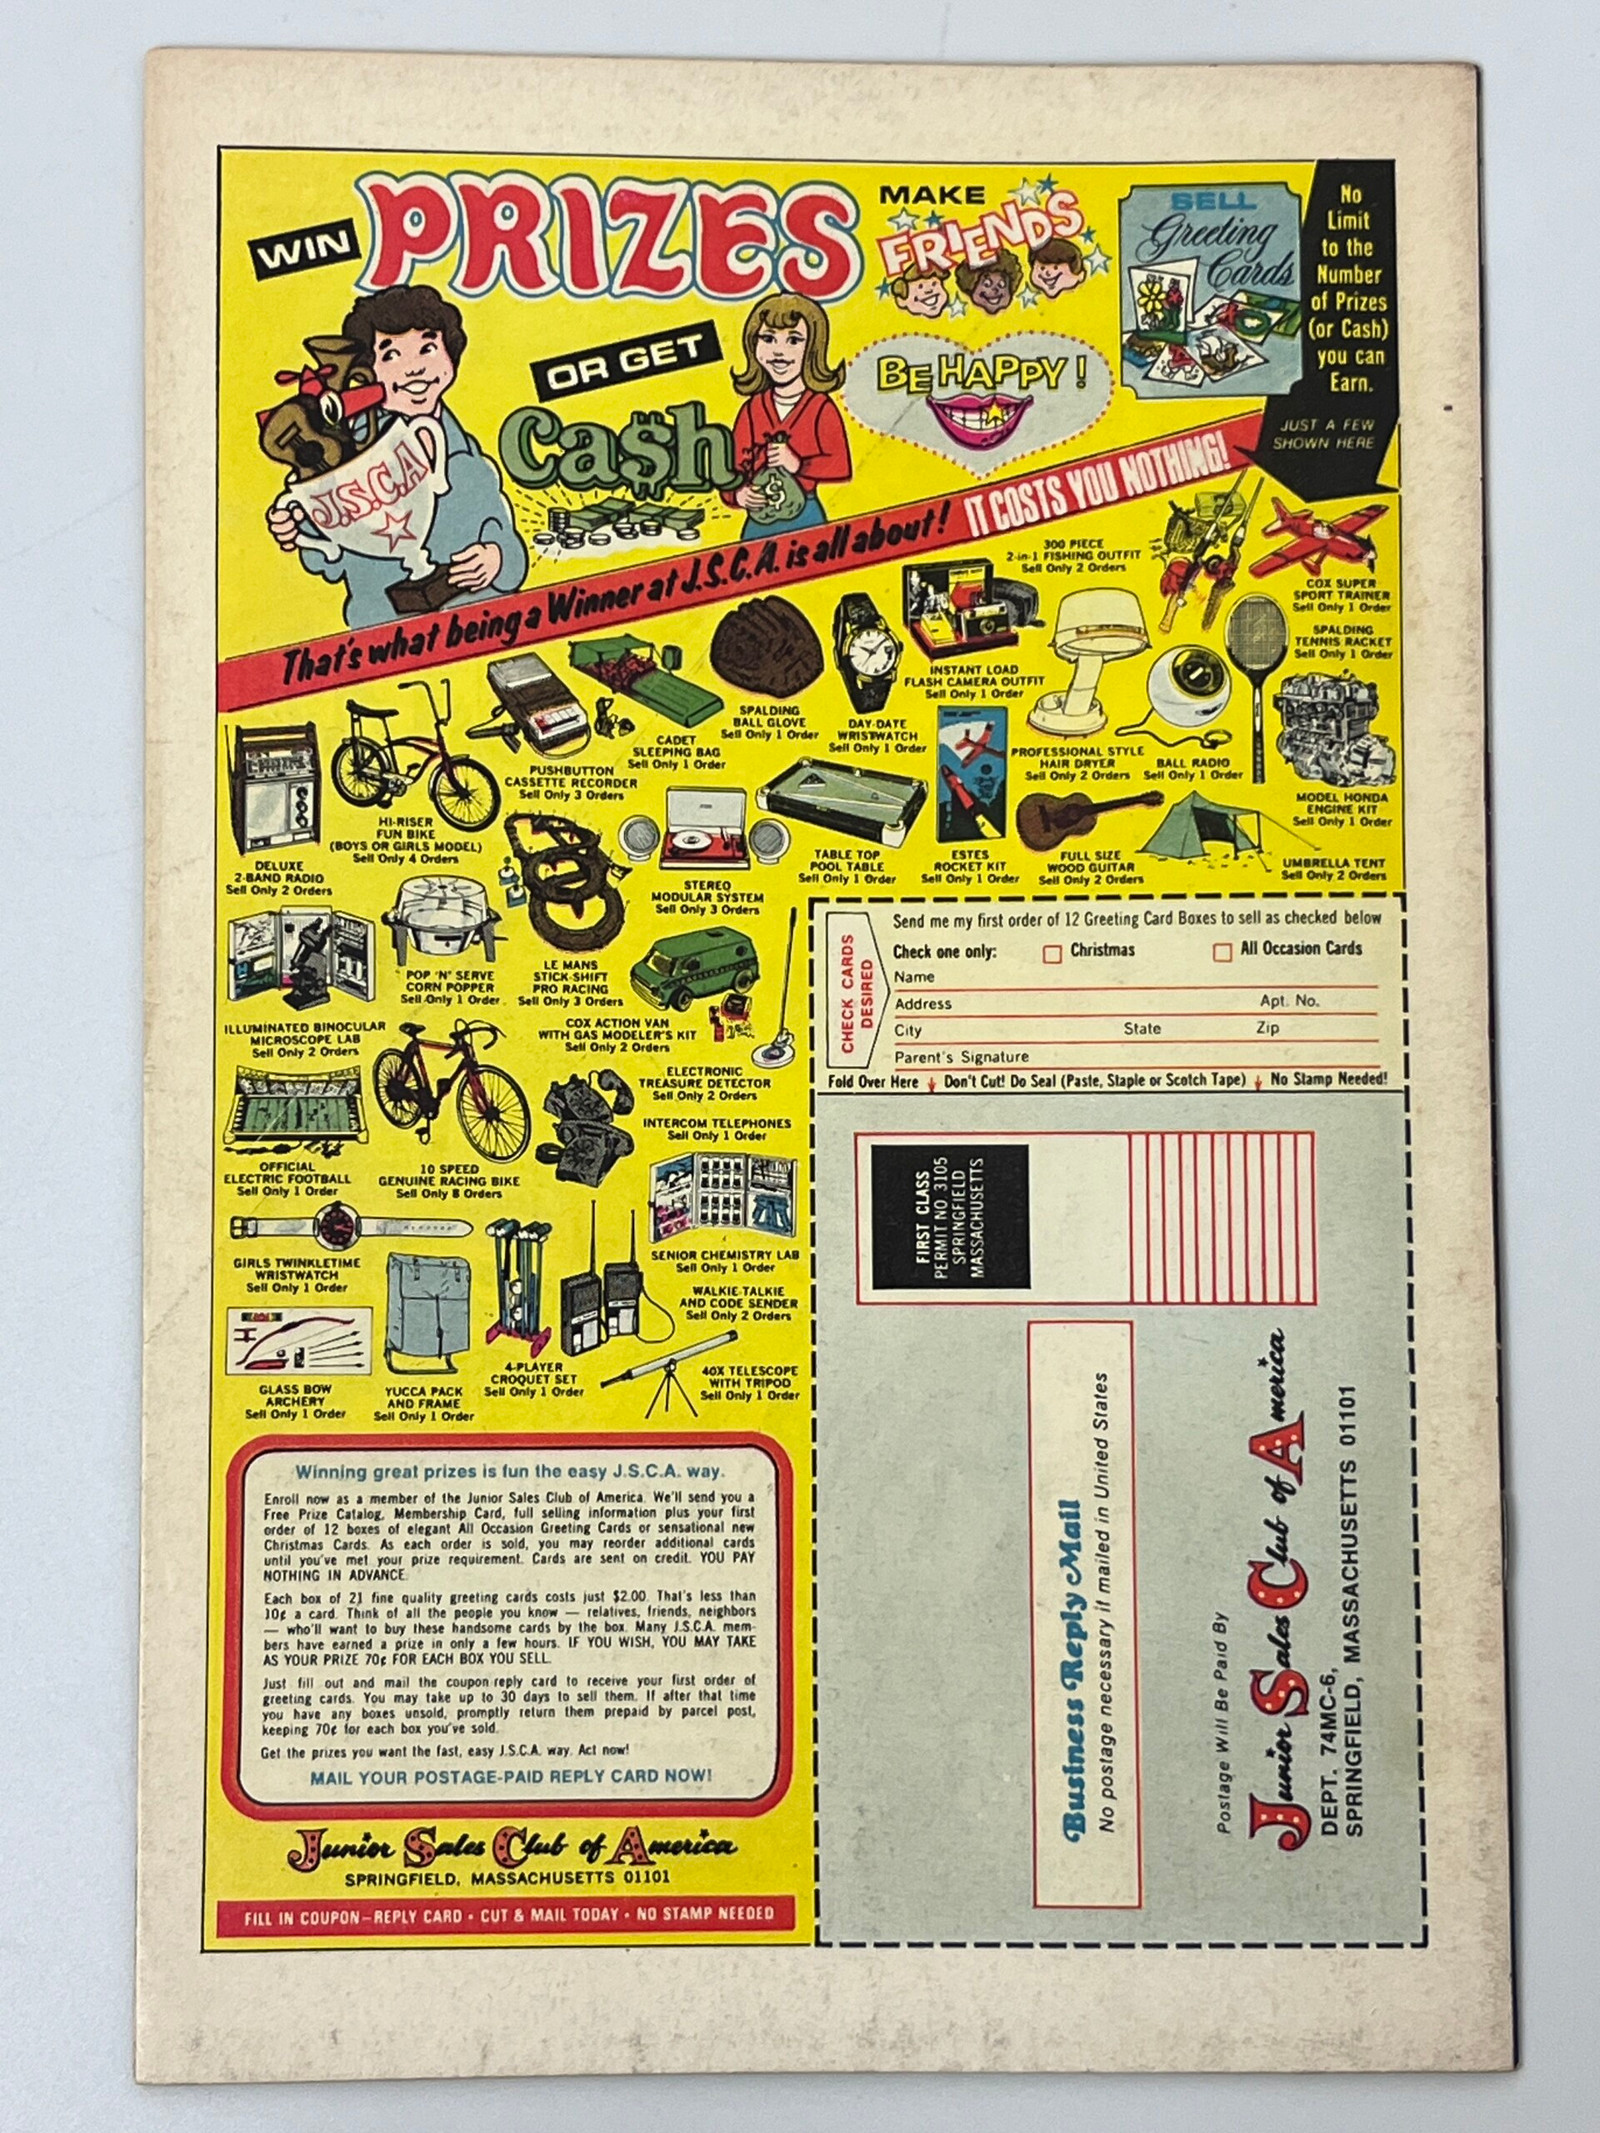 WIN
PRIZES
OR GET
Ca$h
J.S.C.A
$
MAKE
FRIENDS
BE HAPPY!
SELL
Greeting
Cards
No
Limit
to the
Number
of Prizes
(or Cash)
you can
Earn.
JUST A FEW
SHOWN HERE
That's what being a Winner at J.S.C.A. is all about! IT COSTS YOU NOTHING!
300 PIECE
2-in-1 FISHING OUTFIT
Sell Only 2 Orders
COX SUPER
SPORT TRAINER
Sell Only 1 Order
SPALDING
TENNIS RACKET
Sell Only 1 Order
INSTANT LOAD
FLASH CAMERA OUTFIT
Sell Only 1 Order
SPALDING
BALL GLOVE
Sell Only 1 Order
DAY-DATE
WRISTWATCH
Sell Only 1 Order
CADET
SLEEPING BAG
Sell Only 1 Order
PUSHBUTTON
CASSETTE RECORDER
Sell Only 3 Orders
PROFESSIONAL STYLE
HAIR DRYER
Sell Only 2 Orders
BALL RADIO
Sell Only 1 Order
MODEL HONDA
ENGINE KIT
Sell Only 1 Order
HI-RISER
FUN BIKE
(BOYS OR GIRLS MODEL)
Sell Only 4 Orders
DELUXE
2-BAND RADIO
Sell Only 2 Orders
STEREO
MODULAR SYSTEM
Sell Only 3 Orders
TABLE TOP
POOL TABLE
Sell Only 1 Order
ESTES
ROCKET KIT
Sell Only 1 Order
FULL SIZE
WOOD GUITAR
Sell Only 2 Orders
UMBRELLA TENT
Sell Only 2 Orders
POP 'N' SERVE
CORN POPPER
Sell Only 1 Order
LE MANS
STICK-SHIFT
PRO RACING
Sell Only 3 Orders
ILLUMINATED BINOCULAR
MICROSCOPE LAB
Sell Only 2 Orders
COX ACTION VAN
WITH GAS MODELER'S KIT
Sell Only 2 Orders
ELECTRONIC
TREASURE DETECTOR
Sell Only 2 Orders
INTERCOM TELEPHONES
Sell Only 1 Order
OFFICIAL
ELECTRIC FOOTBALL
Sell Only 1 Order
10 SPEED
GENUINE RACING BIKE
Sell Only 8 Orders
SENIOR CHEMISTRY LAB
Sell Only 1 Order
GIRLS TWINKLETIME
WRISTWATCH
Sell Only 1 Order
WALKIE-TALKIE
AND CODE SENDER
Sell Only 2 Orders
4-PLAYER
CROQUET SET
Sell Only 1 Order
40X TELESCOPE
WITH TRIPOD
Sell Only 1 Order
GLASS BOW
ARCHERY
Sell Only 1 Order
YUCCA PACK
AND FRAME
Sell Only 1 Order
Winning great prizes is fun the easy J.S.C.A. way.
Enroll now as a member of the Junior Sales Club of America. We'll send you a
Free Prize Catalog, Membership Card, full selling information plus your first
order of 12 boxes of elegant All Occasion Greeting Cards or sensational new
Christmas Cards. As each order is sold, you may reorder additional cards
until you've met your prize requirement. Cards are sent on credit. YOU PAY
NOTHING IN ADVANCE.
Each box of 21 fine quality greeting cards costs just $2.00. That's less than
10¢ a card. Think of all the people you know — relatives, friends, neighbors
— who'll want to buy these handsome cards by the box. Many J.S.C.A. mem-
bers have earned a prize in only a few hours. IF YOU WISH, YOU MAY TAKE
AS YOUR PRIZE 70¢ FOR EACH BOX YOU SELL.
Just fill out and mail the coupon-reply card to receive your first order of
greeting cards. You may take up to 30 days to sell them. If after that time
you have any boxes unsold, promptly return them prepaid by parcel post,
keeping 70¢ for each box you've sold.
Get the prizes you want the fast, easy J.S.C.A. way. Act now!
MAIL YOUR POSTAGE-PAID REPLY CARD NOW!
Junior Sales Club of America
SPRINGFIELD, MASSACHUSETTS 01101
FILL IN COUPON—REPLY CARD • CUT & MAIL TODAY • NO STAMP NEEDED
CHECK CARDS
DESIRED
Send me my first order of 12 Greeting Card Boxes to sell as checked below
Check one only: Christmas All Occasion Cards
Name
Address Apt. No.
City State Zip
Parent's Signature
Fold Over Here Don't Cut! Do Seal (Paste, Staple or Scotch Tape) No Stamp Needed!
FIRST CLASS
PERMIT NO. 3105
SPRINGFIELD
MASSACHUSETTS
Business Reply Mail
No postage necessary if mailed in United States
Postage Will Be Paid By
Junior Sales Club of America
DEPT. 74MC-6,
SPRINGFIELD, MASSACHUSETTS 01101